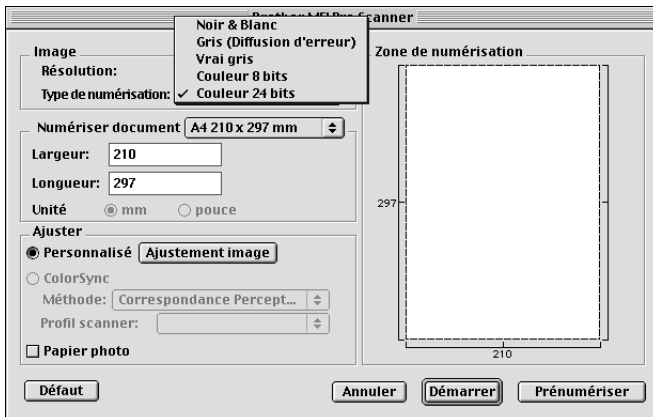 Scanner
Noir & Blanc
Gris (Diffusion d'erreur)
Vrai gris
Couleur 8 bits
✓ Couleur 24 bits
Image
Résolution:
Type de numérisation:
Numériser document A4 210 x 297 mm
Largeur: 210
Longueur: 297
Unité mm pouce
Ajuster
Personnalisé Ajustement image
ColorSync
Méthode: Correspondance Percept...
Profil scanner:
Papier photo
Zone de numérisation
297
210
Défaut
Annuler Démarrer Prénumériser